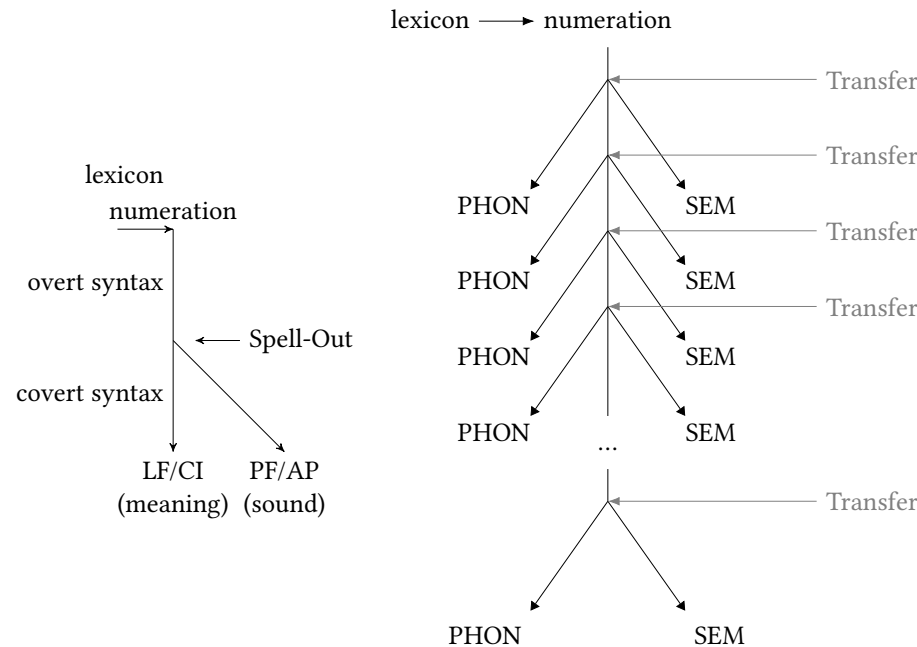 lexicon
numeration
overt syntax
Spell-Out
covert syntax
LF/CI PF/AP
(meaning) (sound)
lexicon numeration
Transfer
Transfer
PHON SEM
Transfer
PHON SEM
Transfer
PHON SEM
PHON SEM
...
Transfer
PHON SEM